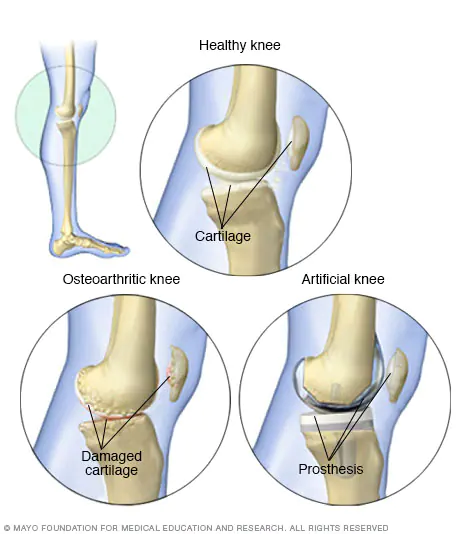 Healthy knee
Cartilage
Osteoarthritic knee
Artificial knee
Damaged
cartilage
Prosthesis
© MAYO FOUNDATION FOR MEDICAL EDUCATION AND RESEARCH. ALL RIGHTS RESERVED